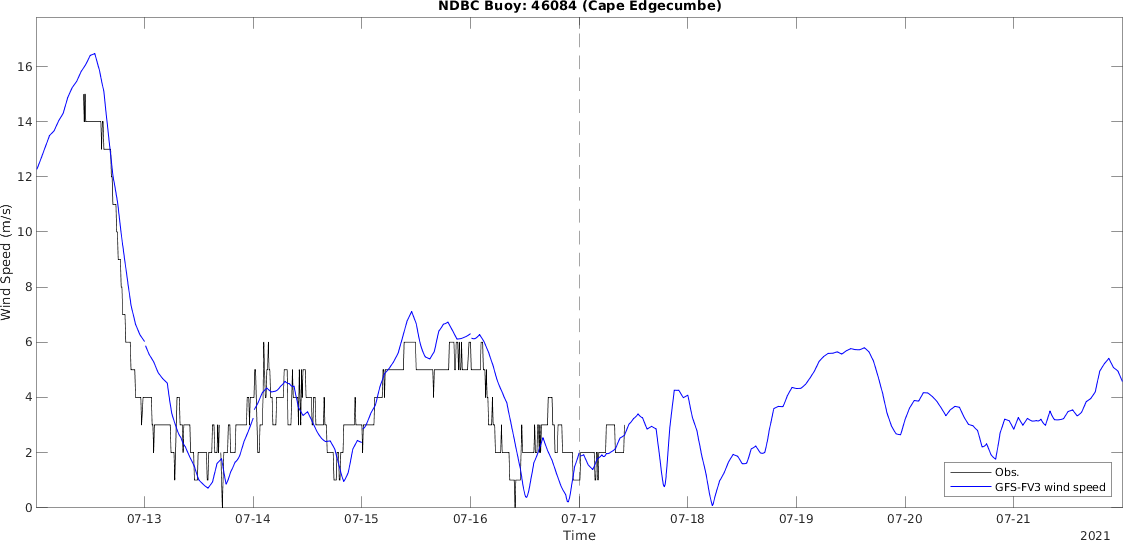 NDBC Buoy: 46084 (Cape Edgecumbe)
Wind Speed (m/s)
16
14
12
10
8
6
4
2
0
Obs.
GFS-FV3 wind speed
07-13 07-14 07-15 07-16 07-17 07-18 07-19 07-20 07-21
Time
2021